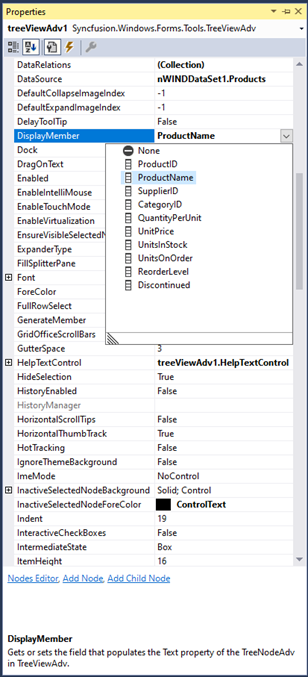 Properties
treeViewAdv1 Syncfusion.Windows.Forms.Tools.TreeViewAdv
DataRelations (Collection)
DataSource nWINDDataSet1.Products
DefaultCollapseImageIndex -1
DefaultExpandImageIndex -1
DelayToolTip False
DisplayMember ProductName
Dock
DragOnText
Enabled
EnableIntelliMouse
EnableTouchMode
EnableVirtualization
EnsureVisibleSelectedN
ExpanderType
FillSplitterPane
Font
ForeColor
FullRowSelect
GenerateMember
GridOfficeScrollBars
None
ProductID
ProductName
SupplierID
CategoryID
QuantityPerUnit
UnitPrice
UnitsInStock
UnitsOnOrder
ReorderLevel
Discontinued
GutterSpace 3
HelpTextControl treeViewAdv1.HelpTextControl
HideSelection True
HistoryEnabled False
HistoryManager
HorizontalScrollTips False
HorizontalThumbTrack True
HotTracking False
IgnoreThemeBackground False
ImeMode NoControl
InactiveSelectedNodeBackground Solid; Control
InactiveSelectedNodeForeColor ControlText
Indent 19
InteractiveCheckBoxes False
IntermediateState Box
ItemHeight 16
Nodes Editor, Add Node, Add Child Node
DisplayMember
Gets or sets the field that populates the Text property of the TreeNodeAdv
in TreeViewAdv.